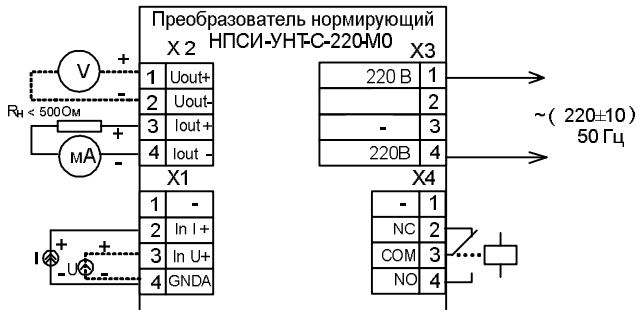 Преобразователь нормирующий
НПСИ-УНТ-С-220-М0
X 2
X3
V
+
-
1 Uout+
2 Uout-
3 Iout+
4 Iout -
Rн < 500Ом
+
мА
-
220 В 1
2
- 3
220В 4
~( 220±10)
50 Гц
X1
X4
1 -
2 In I +
3 In U+
4 GNDA
I
+
-
U
+
-
- 1
NC 2
COM 3
NO 4